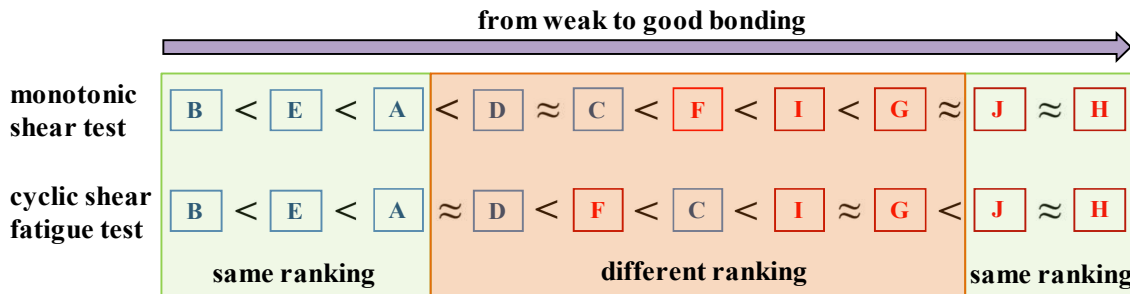 from weak to good bonding
monotonic
shear test
B < E < A < D ≈ C < F < I < G ≈ J ≈ H
cyclic shear
fatigue test
B < E < A ≈ D < F < C < I ≈ G < J ≈ H
same ranking
different ranking
same ranking